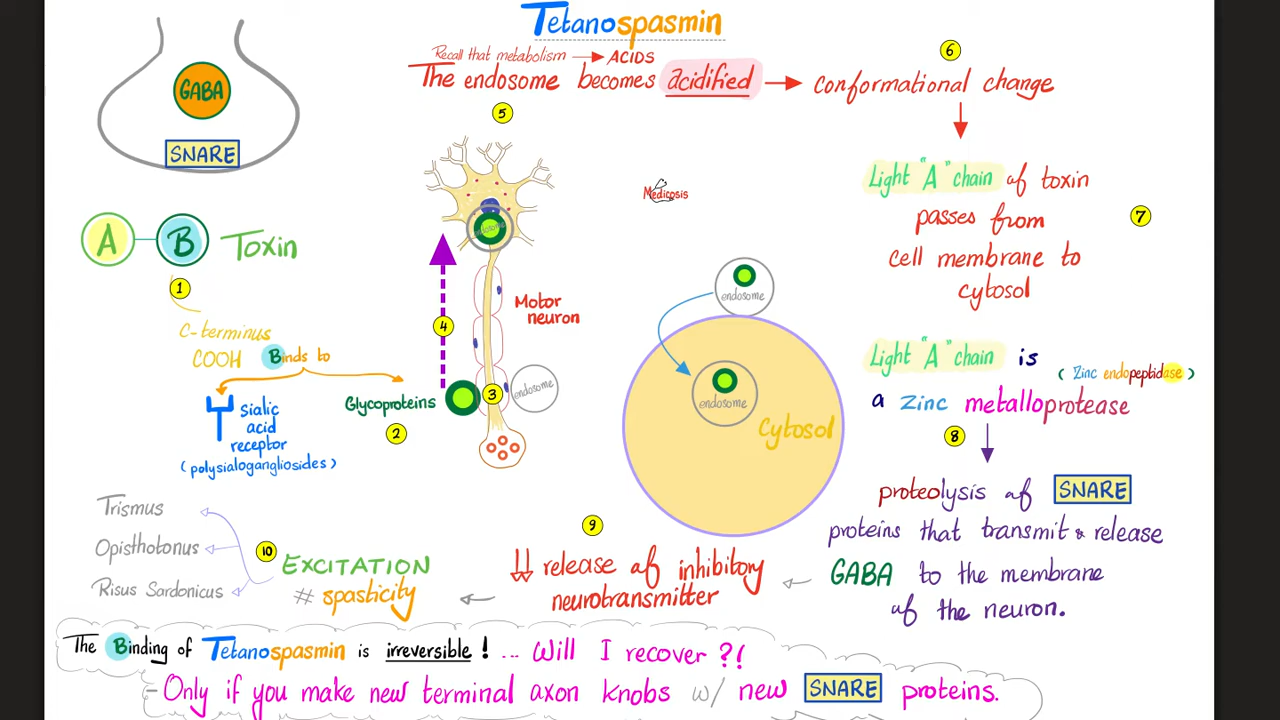 Tetanospasmin
Recall that metabolism → ACIDS
The endosome becomes acidified → conformational change
6
5
GABA
SNARE
A B Toxin
1
C-terminus
COOH Binds to
sialic
acid
receptor
(polysialogangliosides)
Glycoproteins
2
3
4
endosome
Motor
neuron
endosome
Medicosis
endosome
endosome
Cytosol
Light "A" chain of toxin
passes from
cell membrane to
cytosol
7
Light "A" chain is
(Zinc endopeptidase)
a Zinc metalloprotease
8
proteolysis of SNARE
proteins that transmit & release
GABA to the membrane
of the neuron.
9
↓↓ release of inhibitory
neurotransmitter
10
EXCITATION
# spasticity
Trismus
Opisthotonus
Risus Sardonicus
The Binding of Tetanospasmin is irreversible! ... Will I recover ?!
- Only if you make new terminal axon knobs w/ new SNARE proteins.